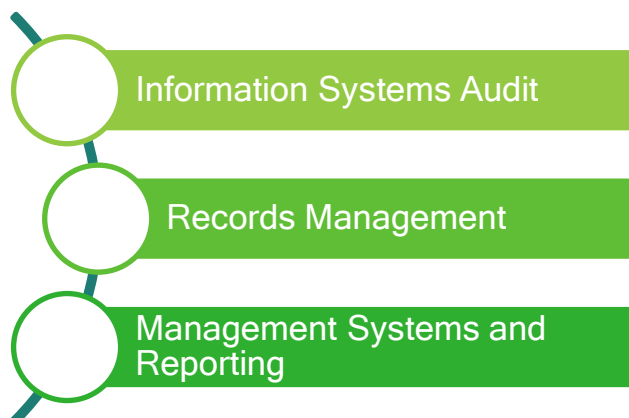 Information Systems Audit
Records Management
Management Systems and
Reporting